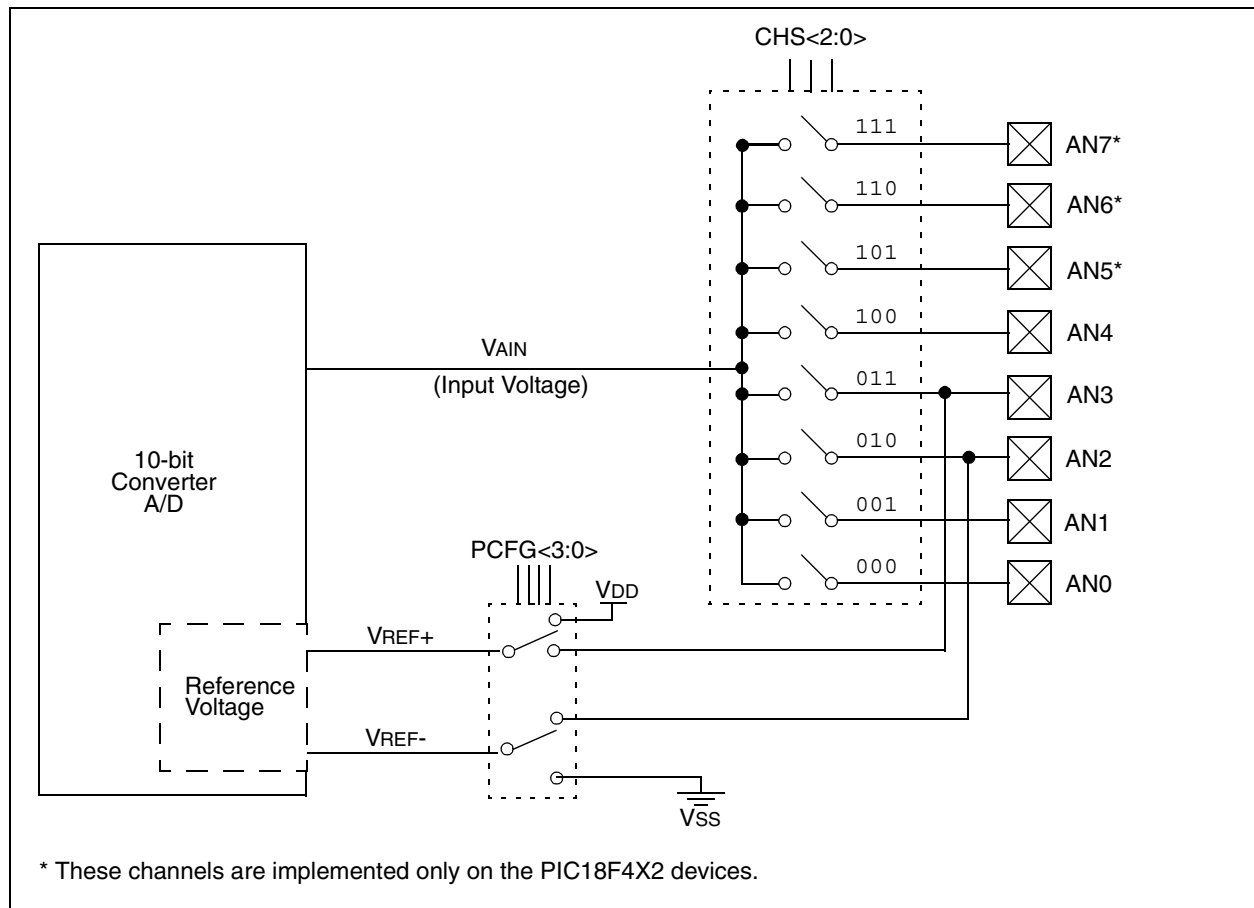 CHS<2:0>
111
AN7*
110
AN6*
101
AN5*
100
AN4
VAIN
(Input Voltage)
011
AN3
010
AN2
10-bit
Converter
A/D
001
AN1
PCFG<3:0>
000
AN0
VDD
VREF+
Reference
Voltage
VREF-
VSS
* These channels are implemented only on the PIC18F4X2 devices.